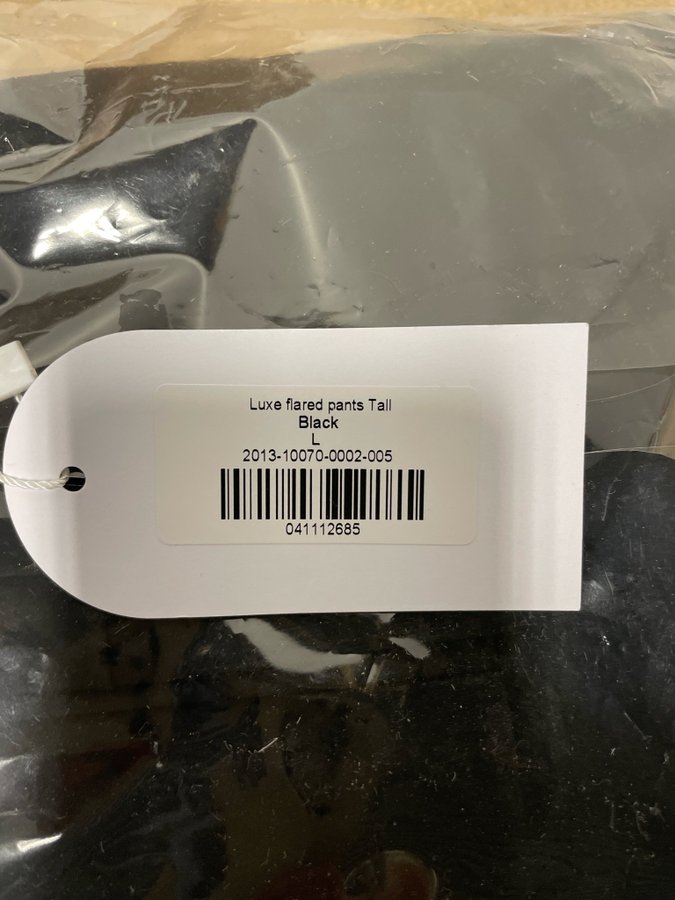 Luxe flared pants Tall
Black
L
2013-10070-0002-005
041112685